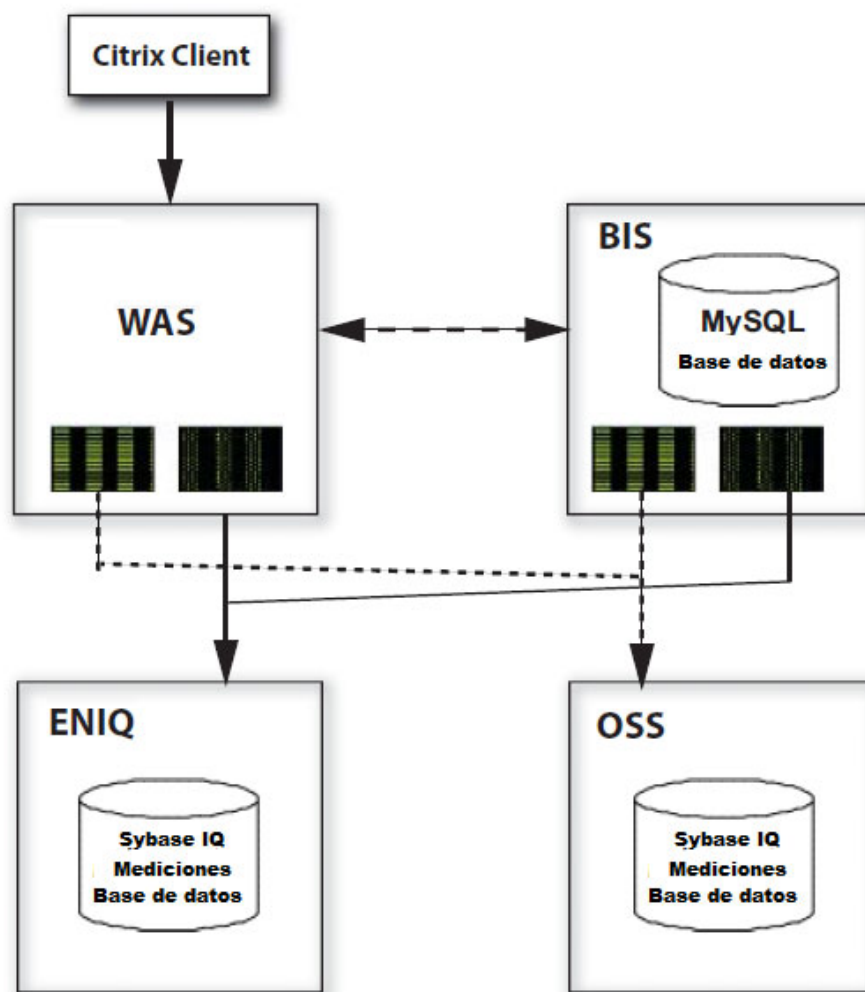 Citrix Client
WAS
BIS
MySQL
Base de datos
ENIQ
Sybase IQ
Mediciones
Base de datos
OSS
Sybase IQ
Mediciones
Base de datos